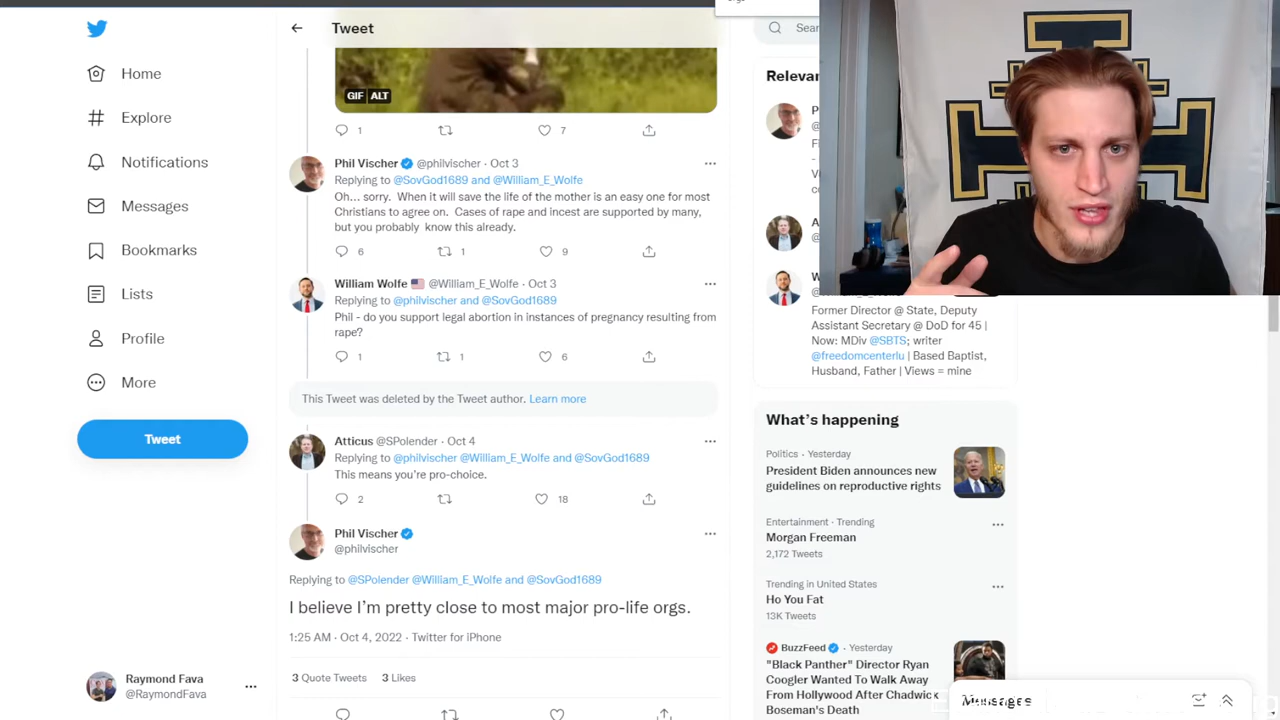 Tweet
Home
Explore
Notifications
Messages
Bookmarks
Lists
Profile
More
Tweet
Raymond Fava
@RaymondFava
GIF ALT
1 7
Phil Vischer @philvischer · Oct 3
Replying to @SovGod1689 and @William_E_Wolfe
Oh... sorry. When it will save the life of the mother is an easy one for most
Christians to agree on. Cases of rape and incest are supported by many,
but you probably know this already.
6 1 9
William Wolfe @William_E_Wolfe · Oct 3
Replying to @philvischer and @SovGod1689
Phil - do you support legal abortion in instances of pregnancy resulting from
rape?
1 1 6
This Tweet was deleted by the Tweet author. Learn more
Atticus @SPolender · Oct 4
Replying to @philvischer @William_E_Wolfe and @SovGod1689
This means you're pro-choice.
2 18
Phil Vischer
@philvischer
Replying to @SPolender @William_E_Wolfe and @SovGod1689
I believe I'm pretty close to most major pro-life orgs.
1:25 AM · Oct 4, 2022 · Twitter for iPhone
3 Quote Tweets 3 Likes
Former Director @ State, Deputy
Assistant Secretary @ DoD for 45 |
Now: MDiv @SBTS; writer
@freedomcenterlu | Based Baptist,
Husband, Father | Views = mine
What's happening
Politics · Yesterday
President Biden announces new
guidelines on reproductive rights
Entertainment · Trending
Morgan Freeman
2,172 Tweets
Trending in United States
Ho You Fat
13K Tweets
BuzzFeed · Yesterday
"Black Panther" Director Ryan
Coogler Wanted To Walk Away
From Hollywood After Chadwick
Boseman's Death
Messages